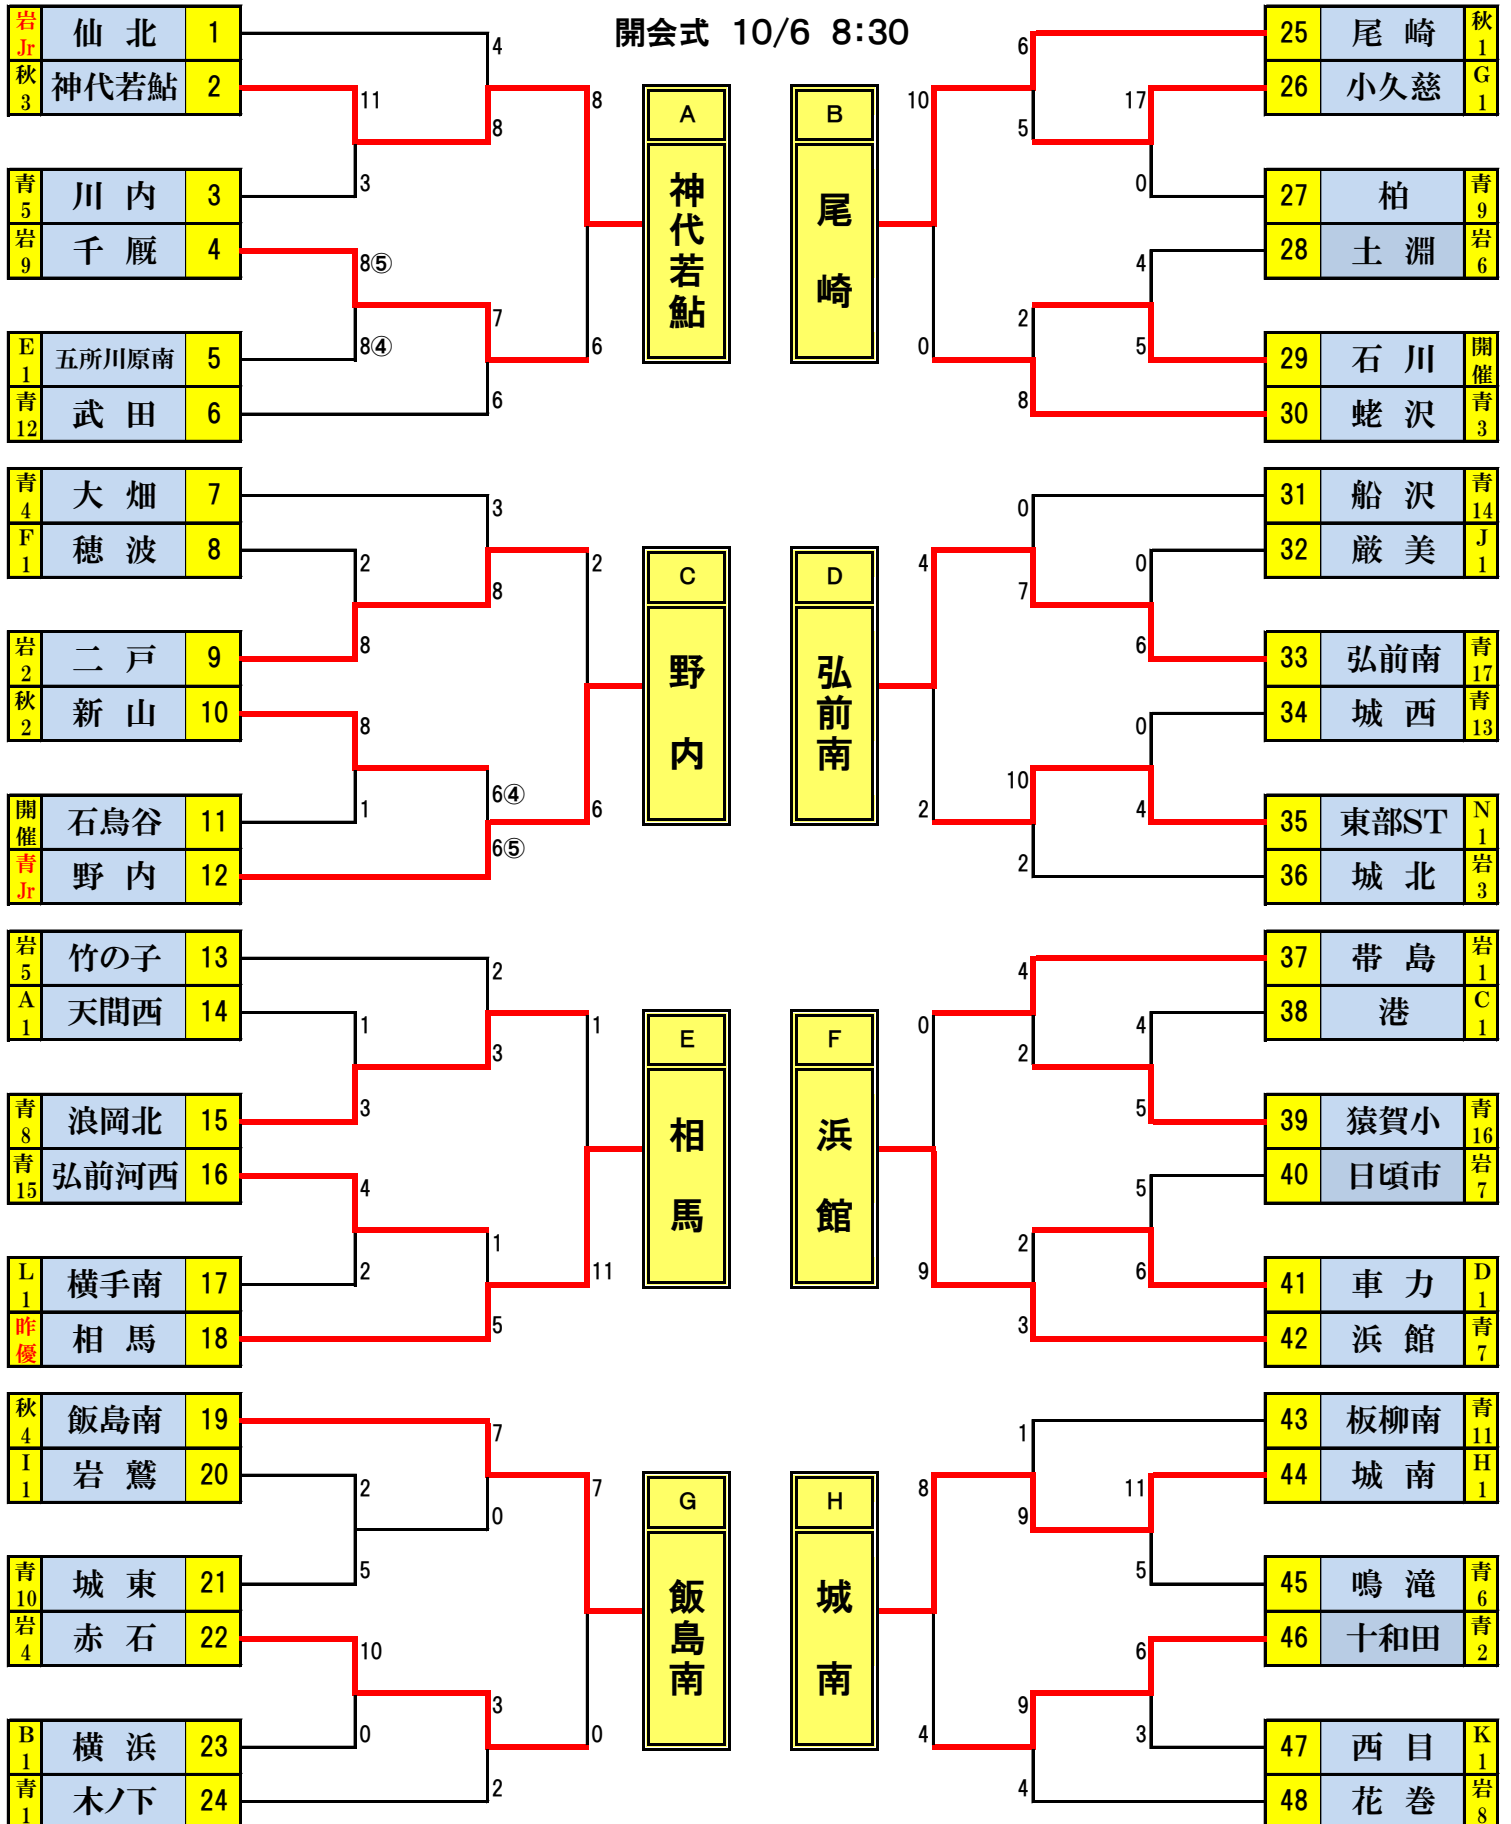 開会式 10/6 8:30
岩Jr 仙北 1
4
秋3 神代若鮎 2
11
8
8
3
青5 川内 3
岩9 千厩 4
8⑤
7
6
8④
E1 五所川原南 5
6
青12 武田 6
A
神代若鮎
青4 大畑 7
3
F1 穂波 8
2
2
8
8
岩2 二戸 9
秋2 新山 10
8
6④
6
1
開催 石鳥谷 11
6⑤
青Jr 野内 12
C
野内
岩5 竹の子 13
2
A1 天間西 14
1
1
3
3
青8 浪岡北 15
青15 弘前河西 16
4
1
11
2
L1 横手南 17
5
昨優 相馬 18
E
相馬
秋4 飯島南 19
7
I1 岩鷲 20
2
7
0
5
青10 城東 21
岩4 赤石 22
10
3
0
0
B1 横浜 23
2
青1 木ノ下 24
G
飯島南
B
尾崎
6
25 尾崎 秋1
10
17
26 小久慈 G1
5
0
27 柏 青9
4
28 土淵 岩6
2
0
5
29 石川 開催
8
30 蛯沢 青3
D
弘前南
0
31 船沢 青14
4
0
32 厳美 J1
7
6
33 弘前南 青17
0
34 城西 青13
10
2
4
35 東部ST N1
2
36 城北 岩3
F
浜館
4
37 帯島 岩1
0
4
38 港 C1
2
5
39 猿賀小 青16
5
40 日頃市 岩7
2
9
6
41 車力 D1
3
42 浜館 青7
H
城南
1
43 板柳南 青11
8
11
44 城南 H1
9
5
45 鳴滝 青6
6
46 十和田 青2
9
4
3
47 西目 K1
4
48 花巻 岩8